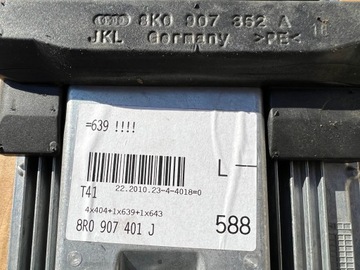 8K0 907 352 A
JKL Germany >PE<
=639 !!!!
L
T41
22.2010.23-4-4018=0
4x404+1x639+1x643
8R0 907 401 J
588